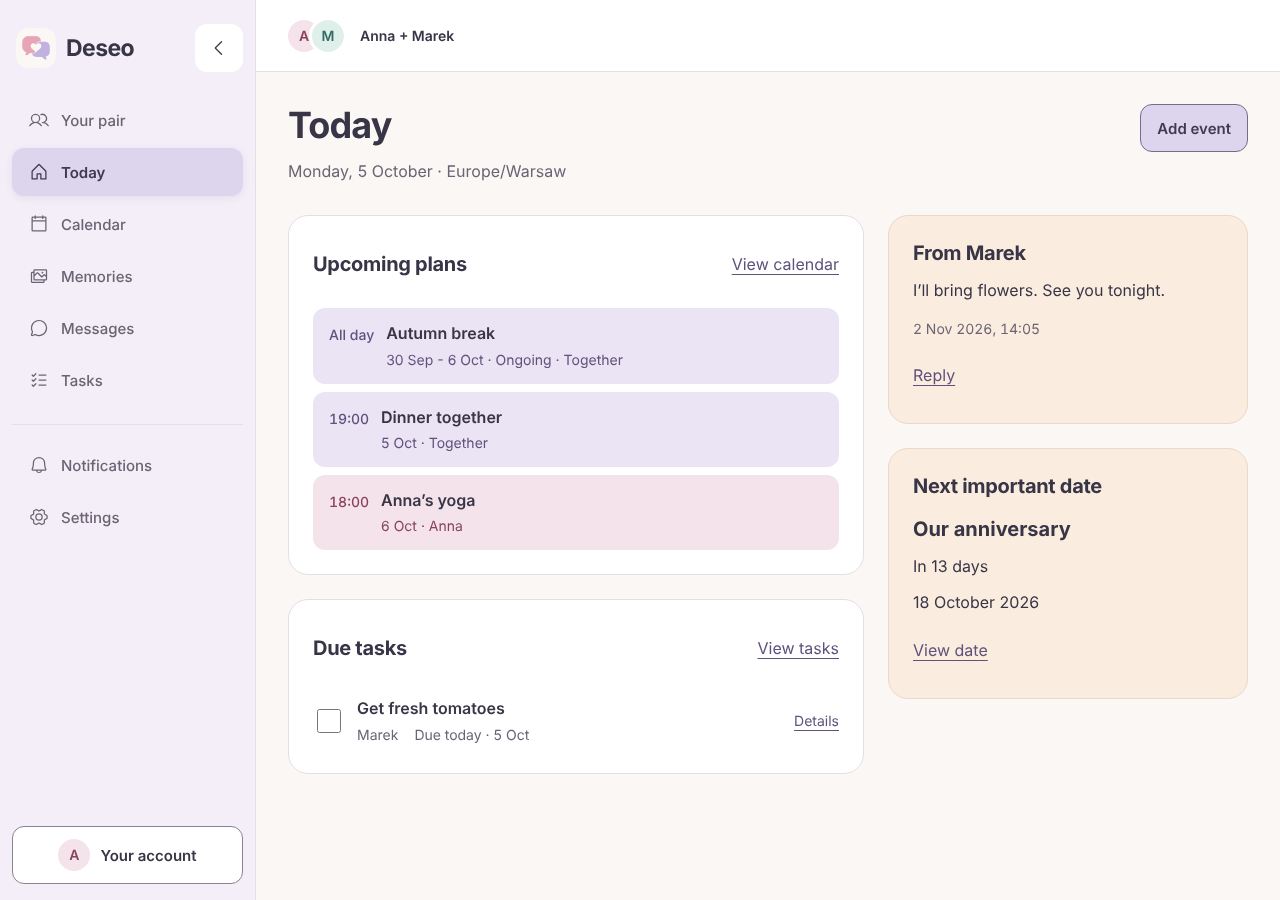 Deseo
Your pair
Today
Calendar
Memories
Messages
Tasks
Notifications
Settings
A Your account
A M Anna + Marek
Today
Monday, 5 October · Europe/Warsaw
Add event
Upcoming plans
View calendar
All day Autumn break
30 Sep - 6 Oct · Ongoing · Together
19:00 Dinner together
5 Oct · Together
18:00 Anna’s yoga
6 Oct · Anna
Due tasks
View tasks
Get fresh tomatoes
Marek Due today · 5 Oct
Details
From Marek
I’ll bring flowers. See you tonight.
2 Nov 2026, 14:05
Reply
Next important date
Our anniversary
In 13 days
18 October 2026
View date